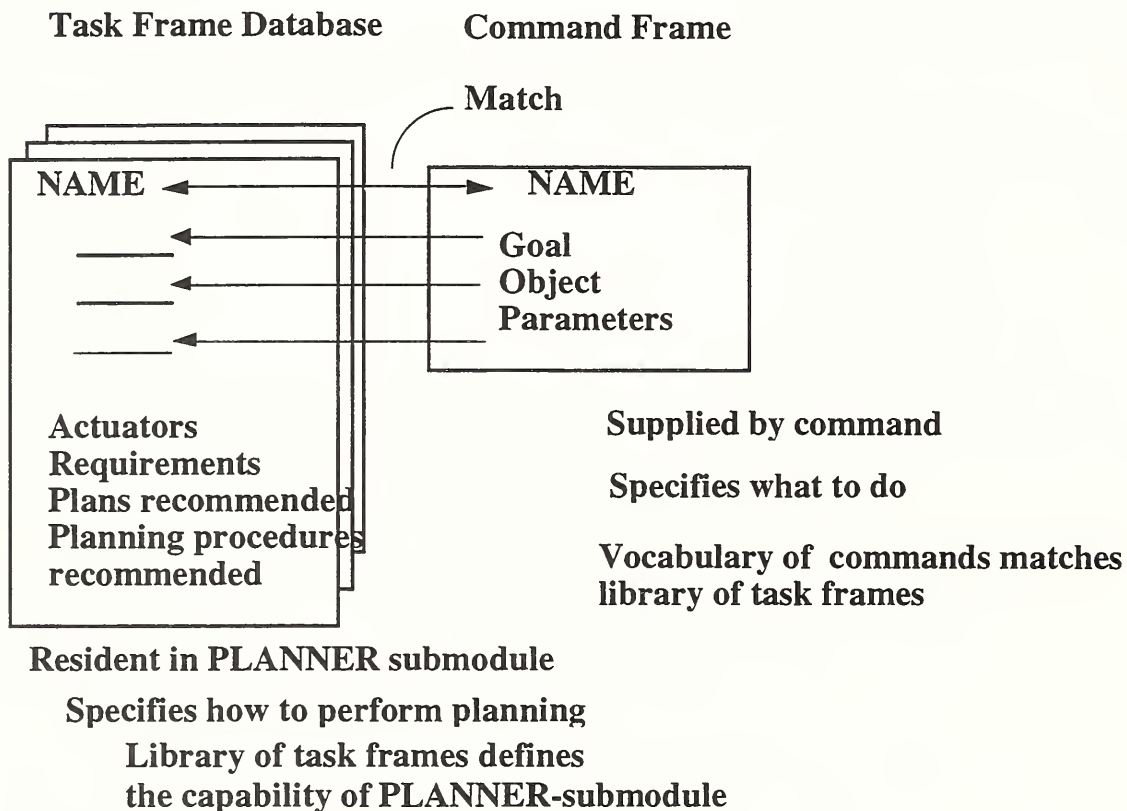 Task Frame Database Command Frame
Match
NAME NAME
Goal
Object
Parameters
Actuators
Requirements
Plans recommended
Planning procedures
recommended
Supplied by command
Specifies what to do
Vocabulary of commands matches
library of task frames
Resident in PLANNER submodule
Specifies how to perform planning
Library of task frames defines
the capability of PLANNER-submodule